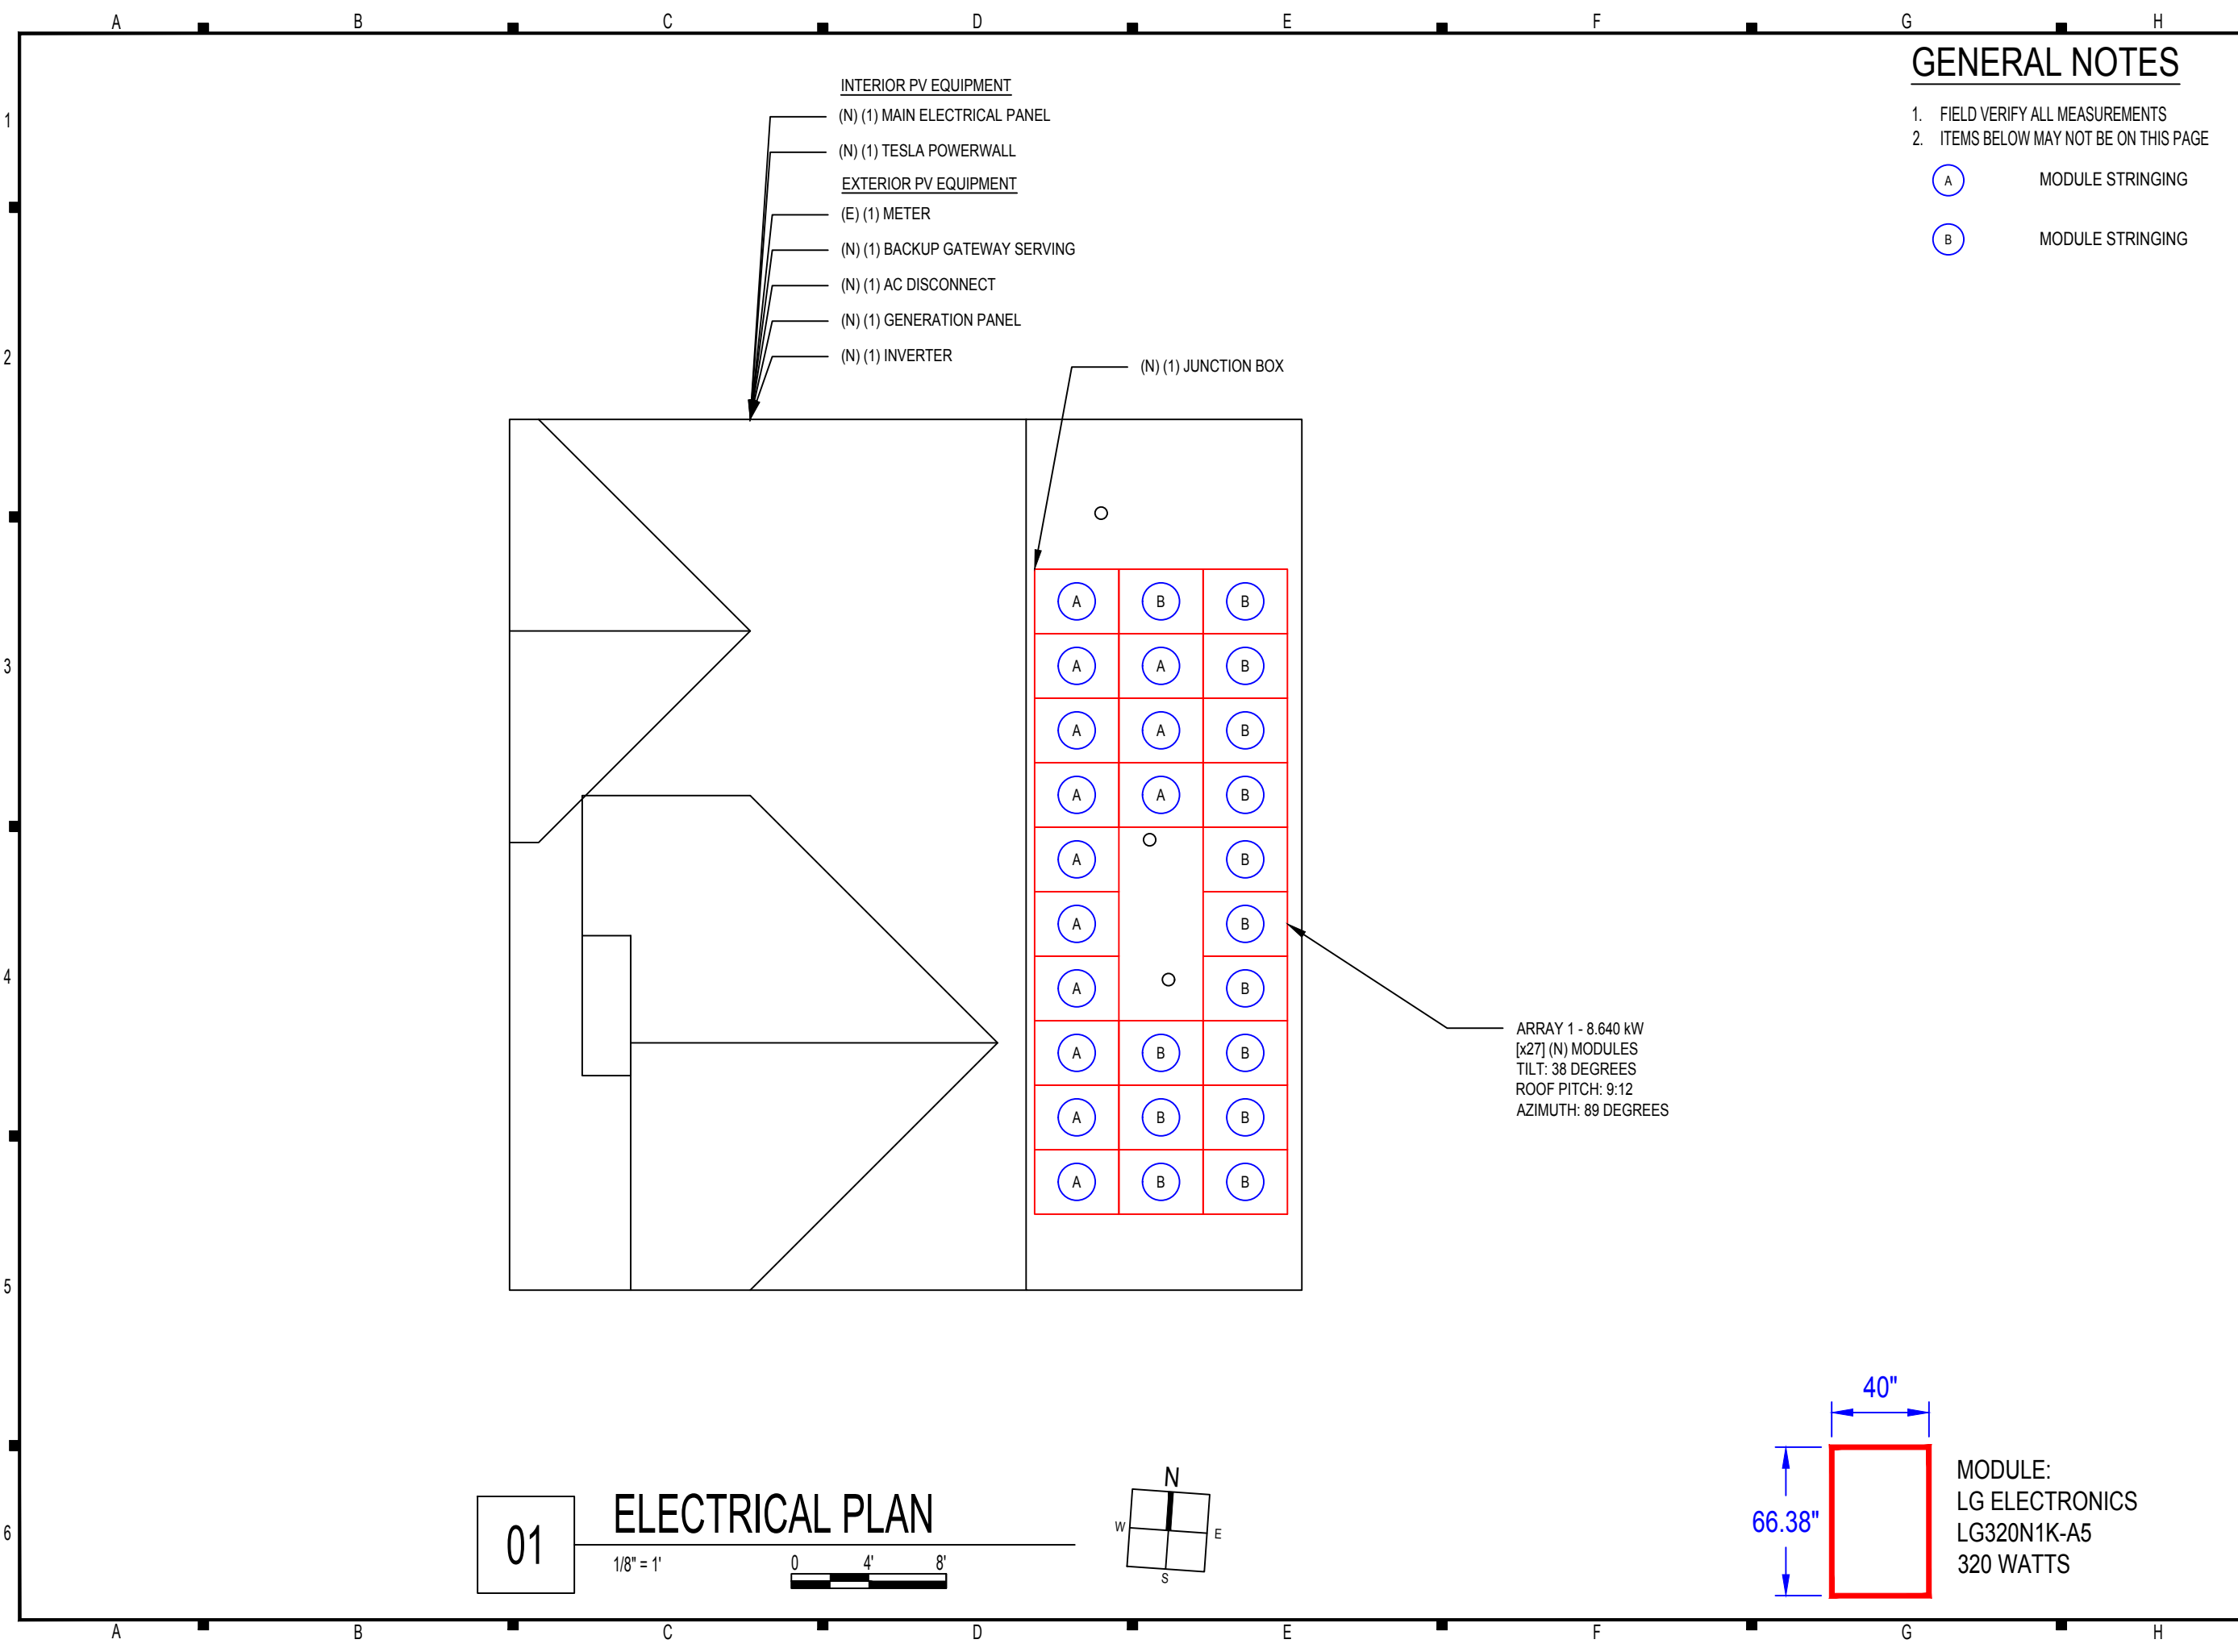 A B C D E F G H
GENERAL NOTES
1. FIELD VERIFY ALL MEASUREMENTS
2. ITEMS BELOW MAY NOT BE ON THIS PAGE
A MODULE STRINGING
B MODULE STRINGING
INTERIOR PV EQUIPMENT
(N) (1) MAIN ELECTRICAL PANEL
(N) (1) TESLA POWERWALL
EXTERIOR PV EQUIPMENT
(E) (1) METER
(N) (1) BACKUP GATEWAY SERVING
(N) (1) AC DISCONNECT
(N) (1) GENERATION PANEL
(N) (1) INVERTER
(N) (1) JUNCTION BOX
1
2
3
4
5
6
A B B
A A B
A A B
A A B
A B
A B
A B
A B B
A B B
A B B
ARRAY 1 - 8.640 kW
[x27] (N) MODULES
TILT: 38 DEGREES
ROOF PITCH: 9:12
AZIMUTH: 89 DEGREES
01
ELECTRICAL PLAN
1/8" = 1'
0 4' 8'
N
W E
S
40"
66.38"
MODULE:
LG ELECTRONICS
LG320N1K-A5
320 WATTS
A B C D E F G H